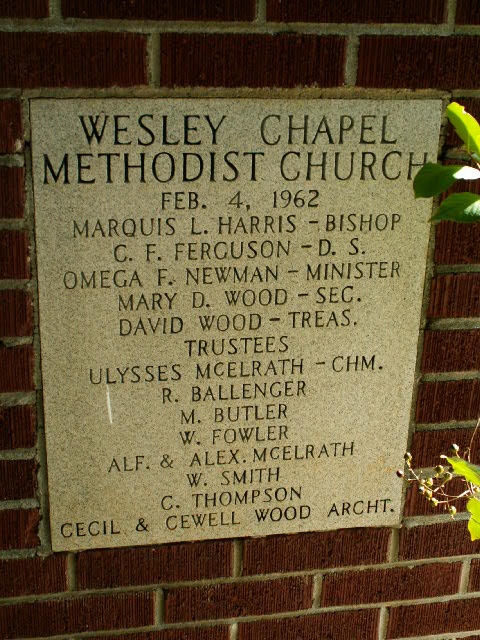 WESLEY CHAPEL
METHODIST CHURCH
FEB. 4, 1962
MARQUIS L. HARRIS - BISHOP
C. F. FERGUSON - D. S.
OMEGA F. NEWMAN - MINISTER
MARY D. WOOD - SEC.
DAVID WOOD - TREAS.
TRUSTEES
ULYSSES MCELRATH - CHM.
R. BALLENGER
M. BUTLER
W. FOWLER
ALF. & ALEX. MCELRATH
W. SMITH
C. THOMPSON
CECIL & CEWELL WOOD ARCHT.